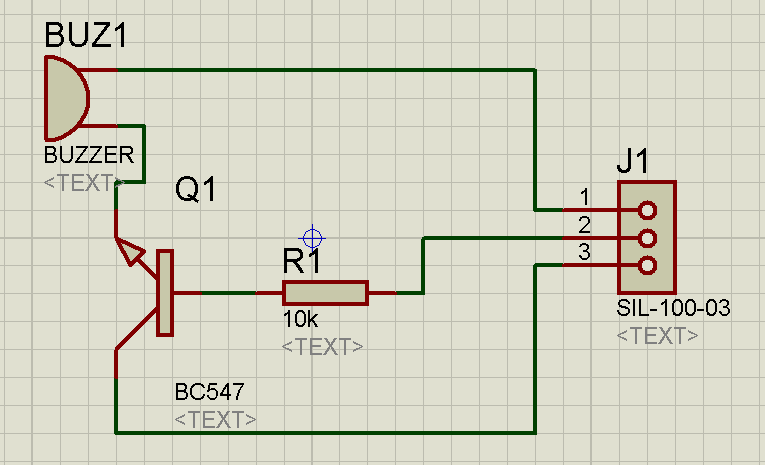 BUZ1
BUZZER
<TEXT>
Q1
BC547
<TEXT>
R1
10k
<TEXT>
J1
1
2
3
SIL-100-03
<TEXT>